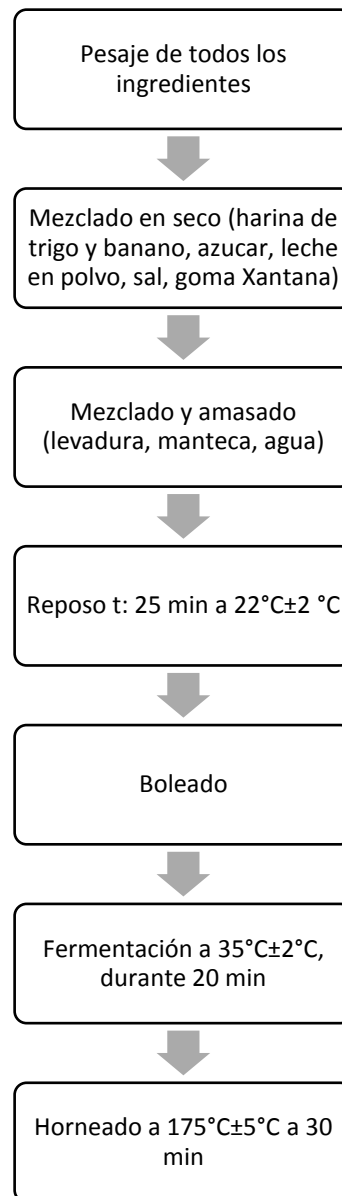 Pesaje de todos los
ingredientes
Mezclado en seco (harina de
trigo y banano, azucar, leche
en polvo, sal, goma Xantana)
Mezclado y amasado
(levadura, manteca, agua)
Reposo t: 25 min a 22°C±2 °C
Boleado
Fermentación a 35°C±2°C,
durante 20 min
Horneado a 175°C±5°C a 30
min